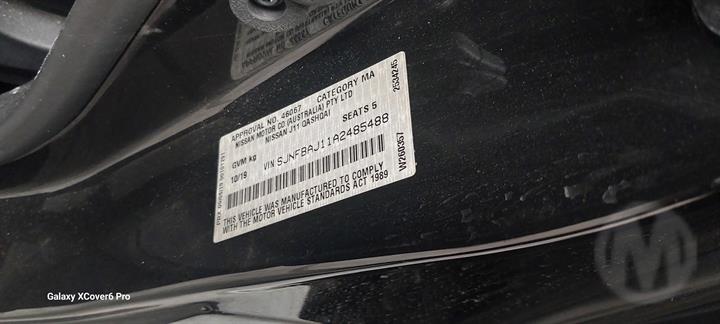 APPROVAL NO. 46067 CATEGORY MA
NISSAN MOTOR CO (AUSTRALIA) PTY LTD
NISSAN J11 QASHQAI
GVM kg SEATS 5
10/19 VIN SJNFBAJ11A2485488
THIS VEHICLE WAS MANUFACTURED TO COMPLY
WITH THE MOTOR VEHICLE STANDARDS ACT 1989
2534245
W260357
Galaxy XCover6 Pro
M